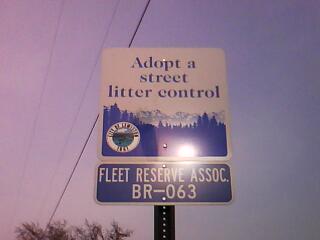 Adopt a
street
litter control
FLEET RESERVE ASSOC.
BR-063